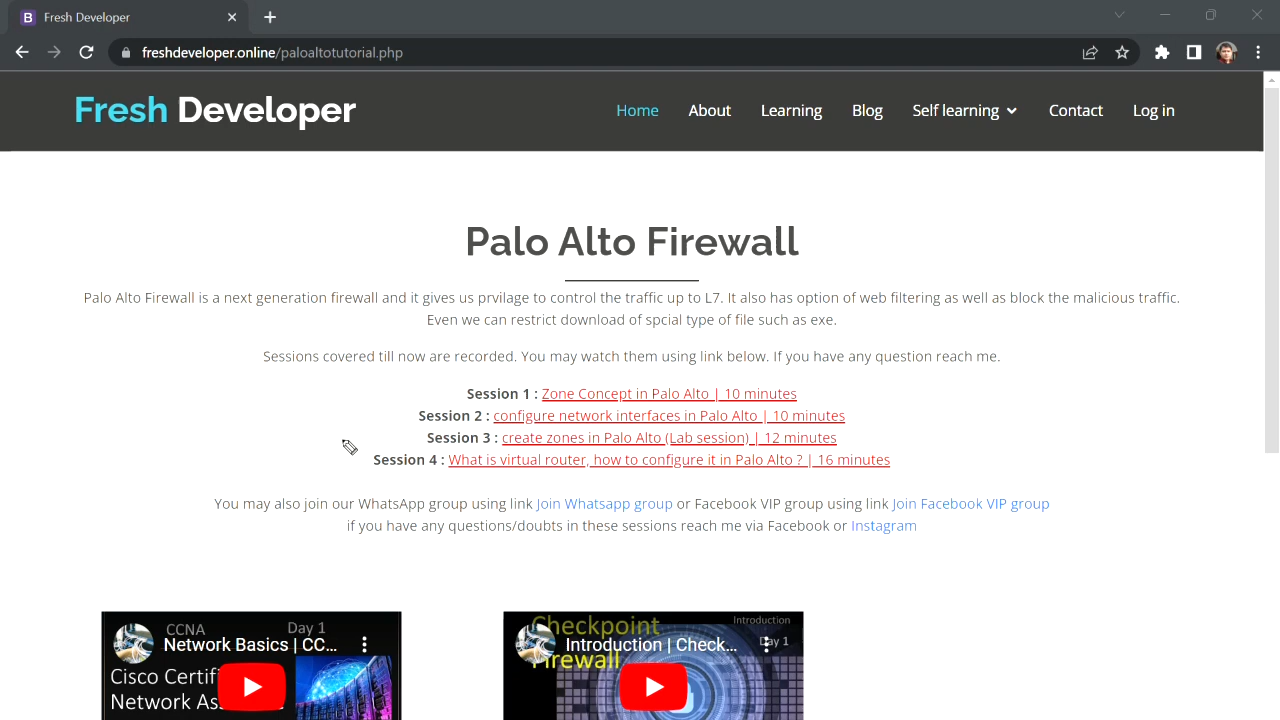 B Fresh Developer
freshdeveloper.online/paloaltotutorial.php
Fresh Developer
Home About Learning Blog Self learning Contact Log in
Palo Alto Firewall
Palo Alto Firewall is a next generation firewall and it gives us prvilage to control the traffic up to L7. It also has option of web filtering as well as block the malicious traffic.
Even we can restrict download of spcial type of file such as exe.
Sessions covered till now are recorded. You may watch them using link below. If you have any question reach me.
Session 1 : Zone Concept in Palo Alto | 10 minutes
Session 2 : configure network interfaces in Palo Alto | 10 minutes
Session 3 : create zones in Palo Alto (Lab session) | 12 minutes
Session 4 : What is virtual router, how to configure it in Palo Alto ? | 16 minutes
You may also join our WhatsApp group using link Join Whatsapp group or Facebook VIP group using link Join Facebook VIP group
if you have any questions/doubts in these sessions reach me via Facebook or Instagram
CCNA Day 1
Network Basics | CC...
Cisco Certif
Network As
Checkpoint Introduction
Introduction | Check... Day 1
Firewall